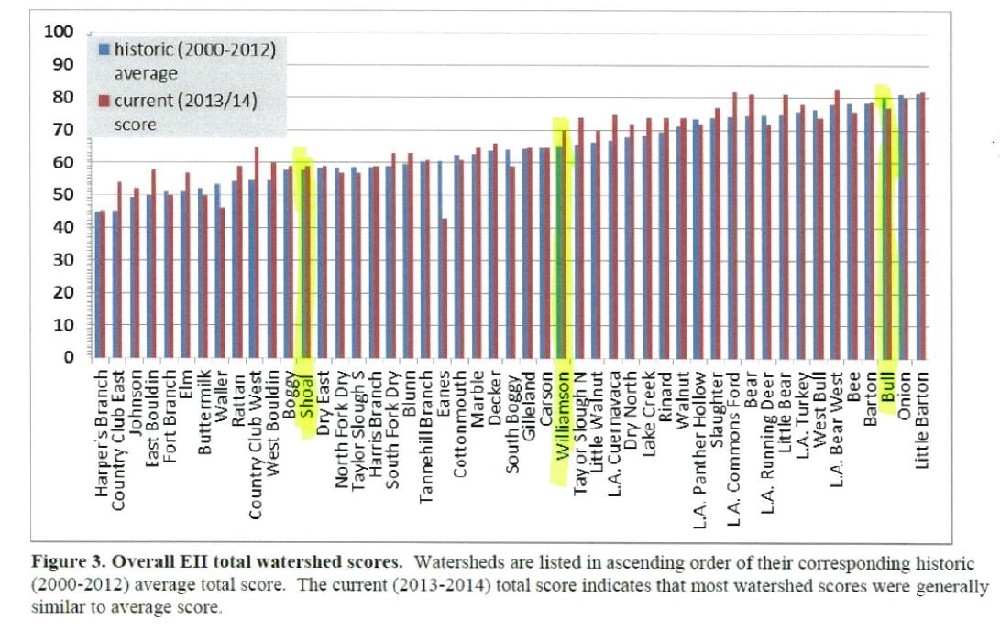 100
90
80
70
60
50
40
30
20
10
0
historic (2000-2012)
average
current (2013/14)
score
Harper's Branch
Country Club East
Johnson
East Bouldin
Fort Branch
Elm
Buttermilk
Waller
Rattan
Country Club West
West Bouldin
Boggy
Shoal
Dry East
North Fork Dry
Taylor Slough S
Harris Branch
South Fork Dry
Blunn
Tannehill Branch
Eanes
Cottonmouth
Marble
Decker
South Boggy
Gilleland
Carson
Williamson
Tay or Slough N
Little Walnut
L.A. Cuernavaca
Dry North
Lake Creek
Rinard
Walnut
L.A. Panther Hollow
Slaughter
L.A. Commons Ford
Bear
L.A. Running Deer
Little Bear
L.A. Turkey
West Bull
L.A. Bear West
Bee
Barton
Bull
Onion
Little Barton
Figure 3. Overall EII total watershed scores. Watersheds are listed in ascending order of their corresponding historic
(2000-2012) average total score. The current (2013-2014) total score indicates that most watershed scores were generally
similar to average score.